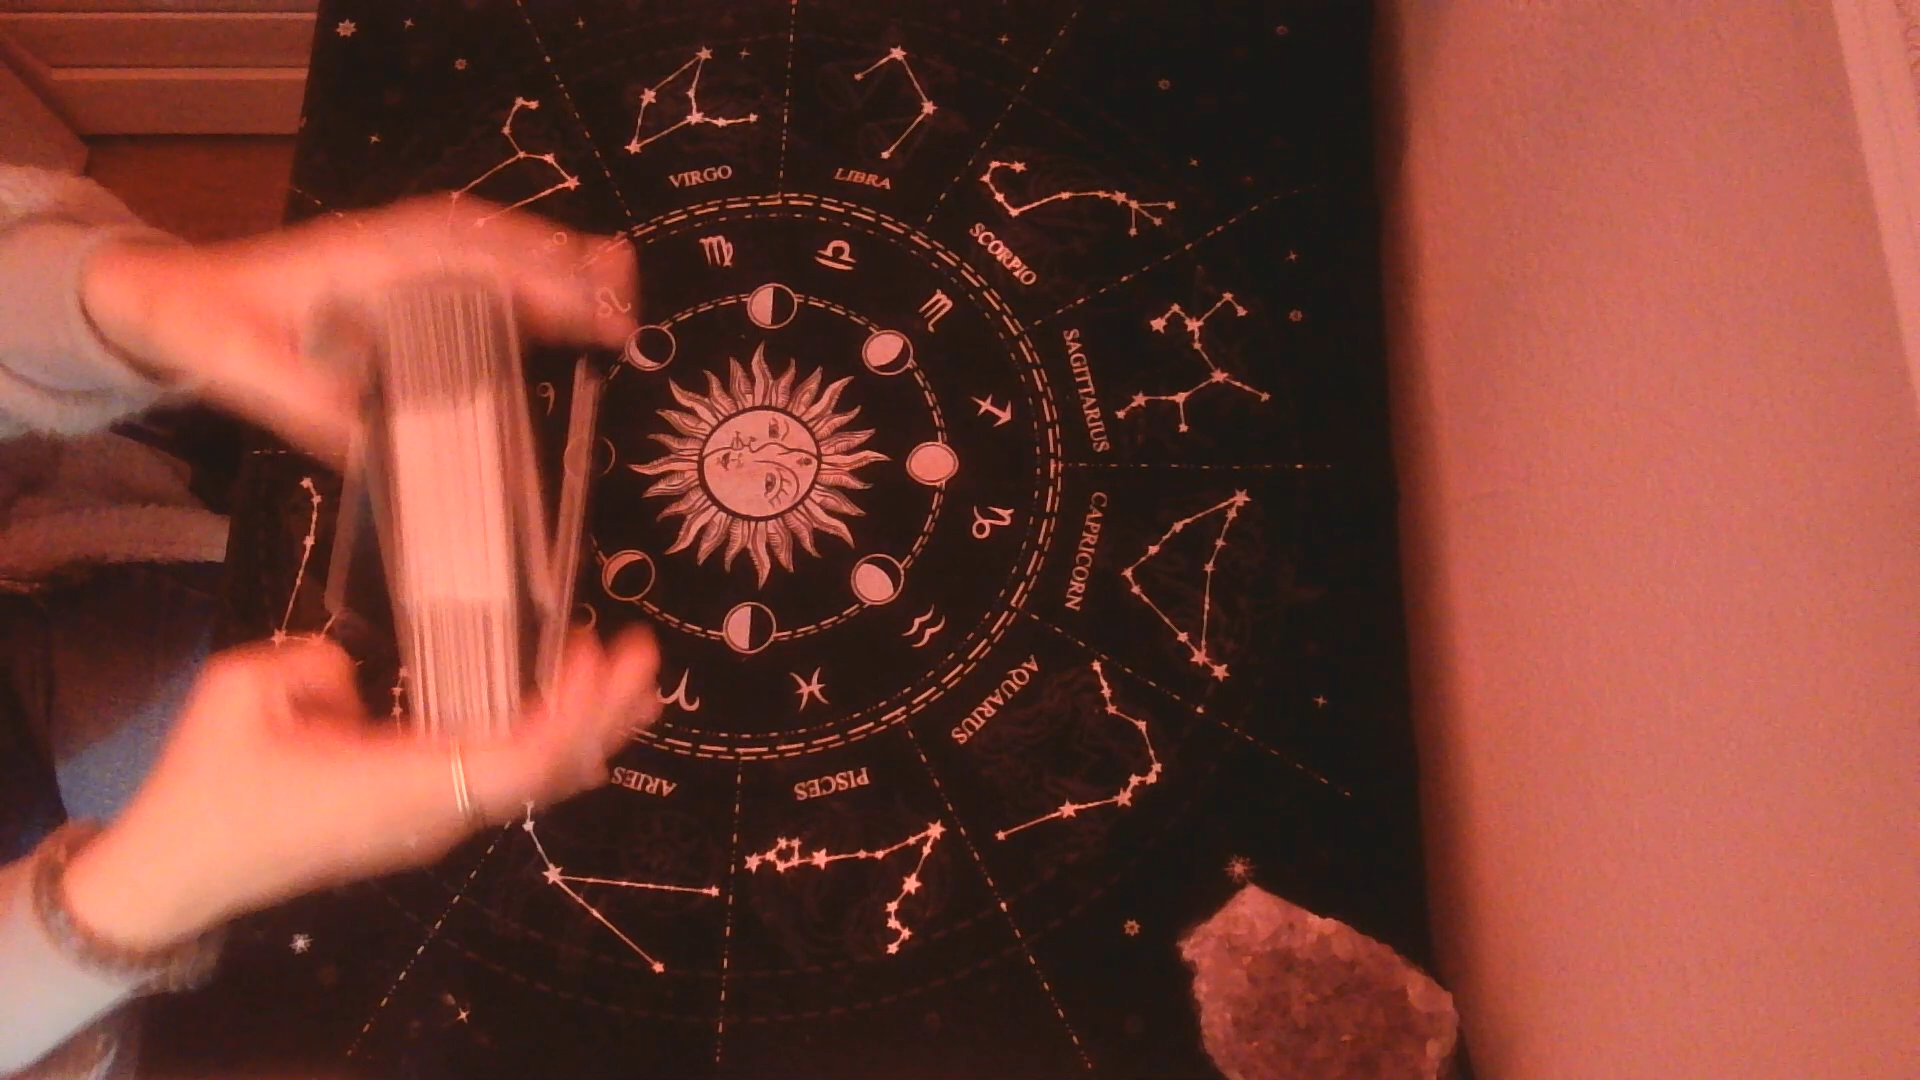 VIRGO
LIBRA
SCORPIO
SAGITTARIUS
CAPRICORN
AQUARIUS
PISCES
ARIES